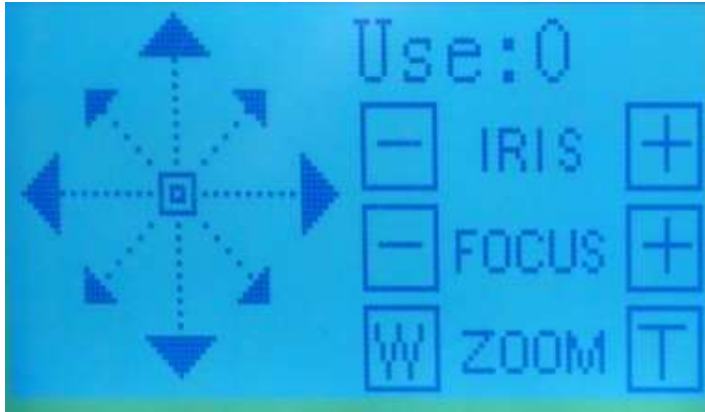 Use:0
− IRIS +
− FOCUS +
W ZOOM T